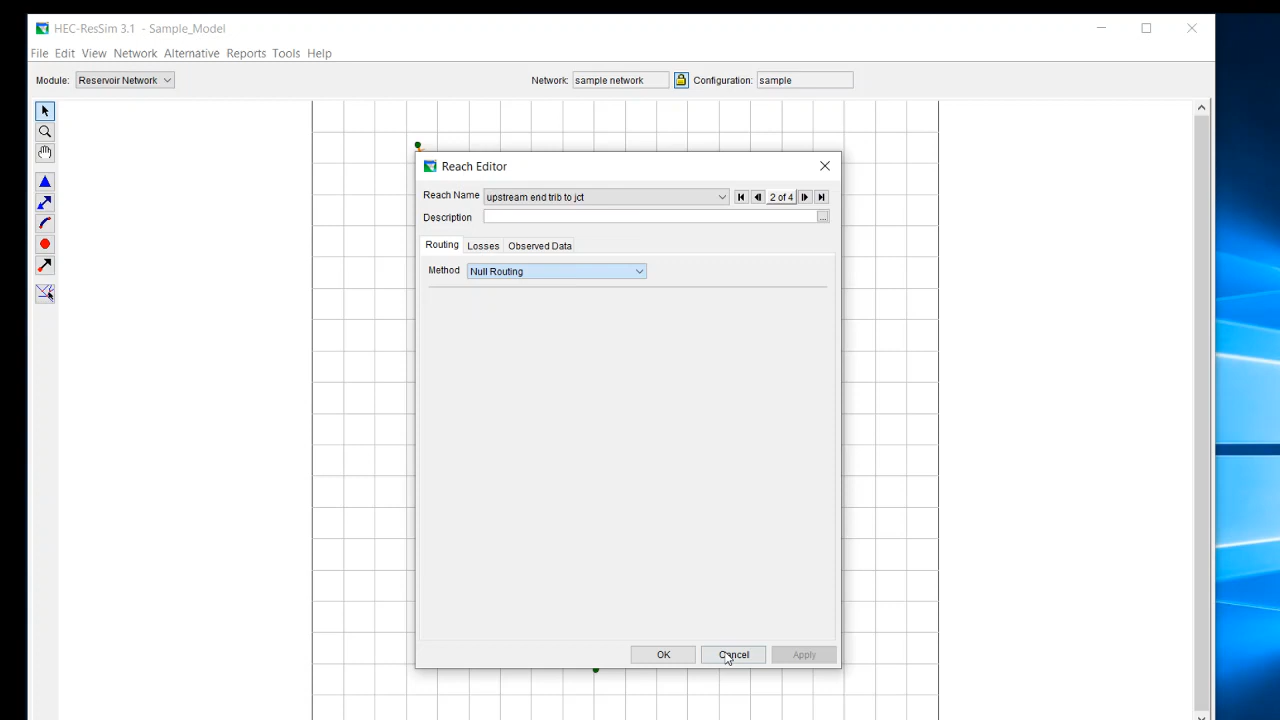 HEC-ResSim 3.1 - Sample_Model
File Edit View Network Alternative Reports Tools Help
Module: Reservoir Network Network: sample network Configuration: sample
Reach Editor
Reach Name upstream end trib to jct 2 of 4
Description ...
Routing Losses Observed Data
Method Null Routing
OK Cancel Apply